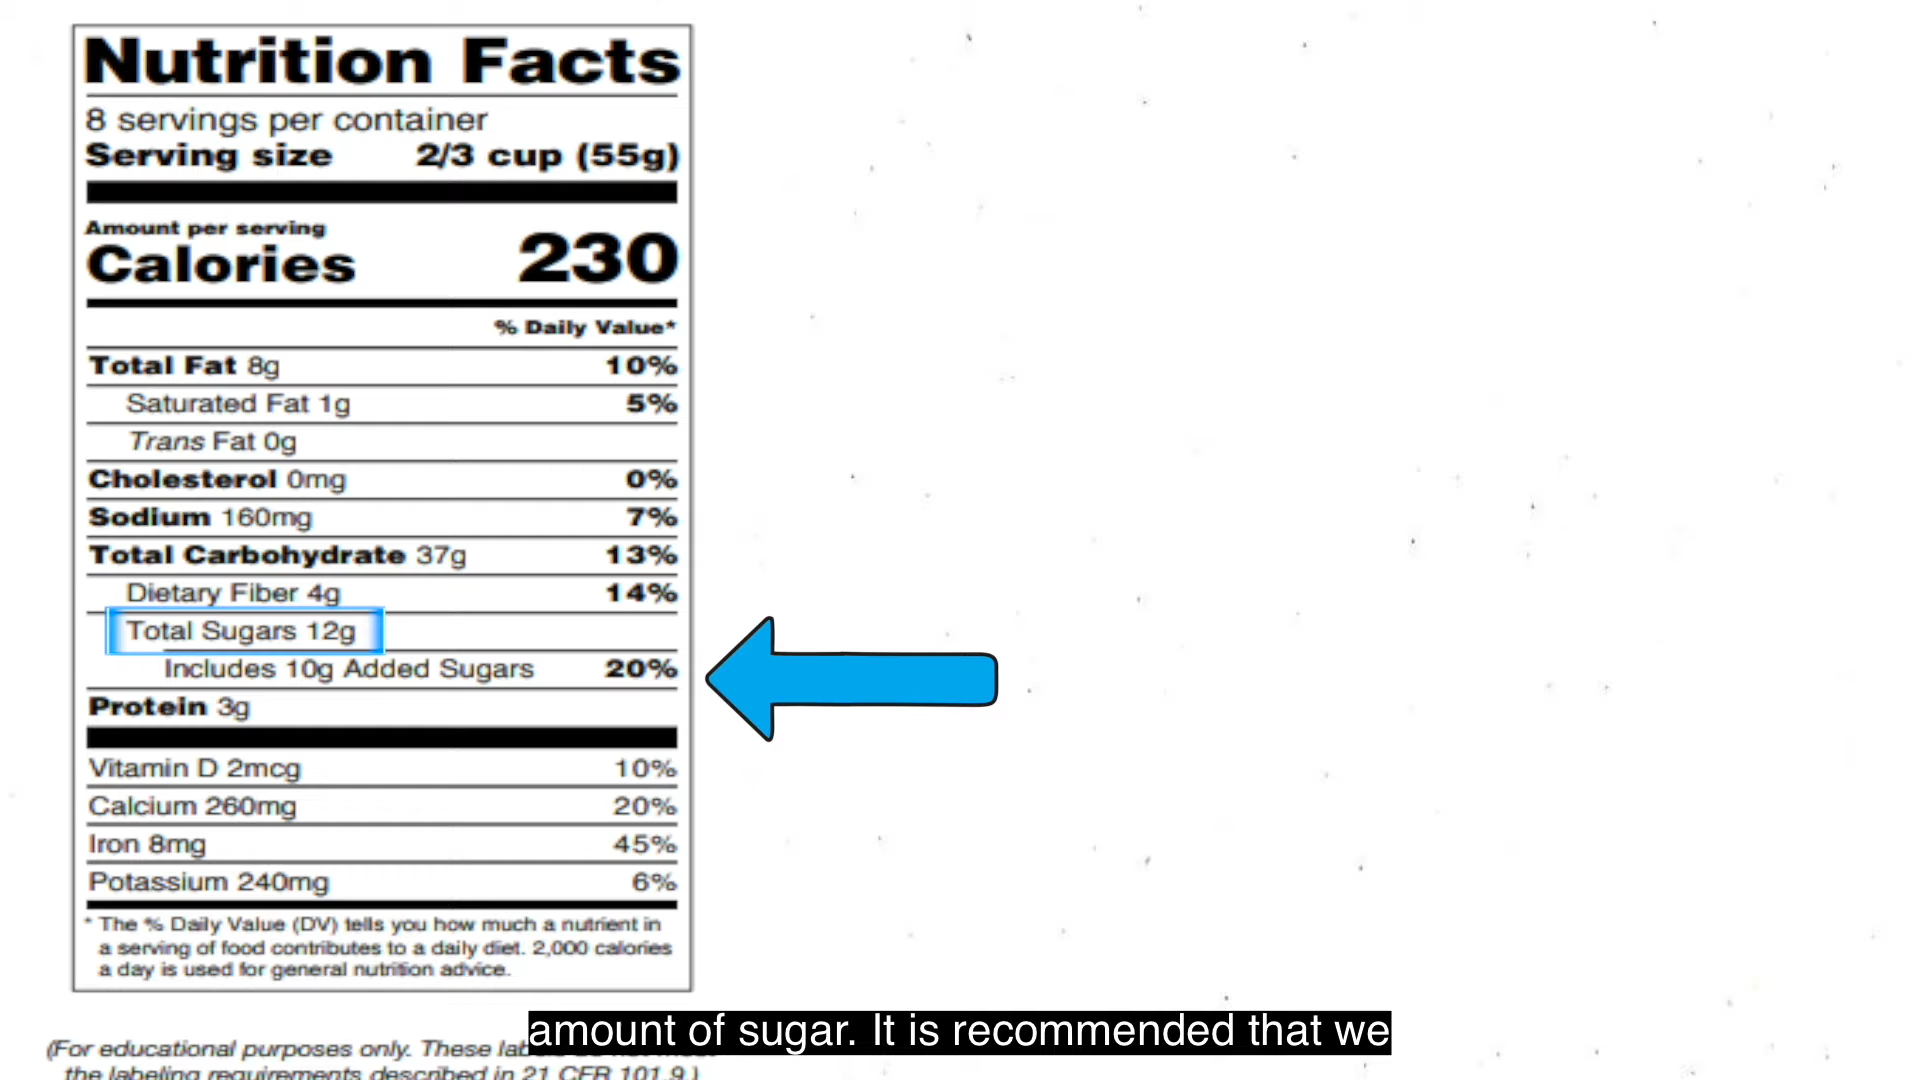 Nutrition Facts
8 servings per container
Serving size 2/3 cup (55g)
Amount per serving
Calories 230
% Daily Value*
Total Fat 8g 10%
Saturated Fat 1g 5%
Trans Fat 0g
Cholesterol 0mg 0%
Sodium 160mg 7%
Total Carbohydrate 37g 13%
Dietary Fiber 4g 14%
Total Sugars 12g
Includes 10g Added Sugars 20%
Protein 3g
Vitamin D 2mcg 10%
Calcium 260mg 20%
Iron 8mg 45%
Potassium 240mg 6%
* The % Daily Value (DV) tells you how much a nutrient in
a serving of food contributes to a daily diet. 2,000 calories
a day is used for general nutrition advice.
amount of sugar. It is recommended that we
(For educational purposes only. These
the labeling requirements described in 21 CFR 101.9.)